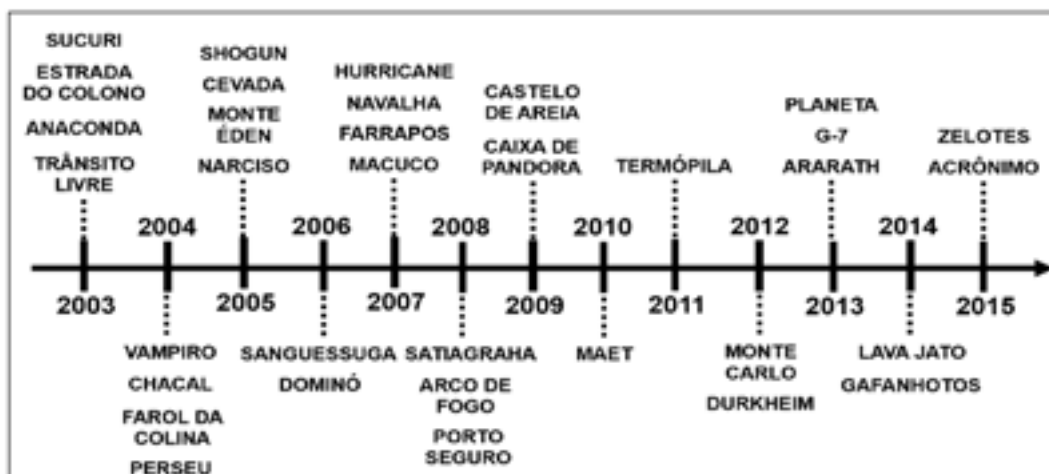 SUCURI
ESTRADA
DO COLONO
ANACONDA
TRÂNSITO
LIVRE
SHOGUN
CEVADA
MONTE
ÉDEN
NARCISO
HURRICANE
NAVALHA
FARRAPOS
MACUCO
CASTELO
DE AREIA
CAIXA DE
PANDORA
TERMÓPILA
PLANETA
G-7
ARARATH
ZELOTES
ACRÔNIMO
2004
2006
2008
2010
2012
2014
2003
2005
2007
2009
2011
2013
2015
VAMPIRO
CHACAL
FAROL DA
COLINA
PERSEU
SANGUESSUGA
DOMINÓ
SATIAGRAHA
ARCO DE
FOGO
PORTO
SEGURO
MAET
MONTE
CARLO
DURKHEIM
LAVA JATO
GAFANHOTOS